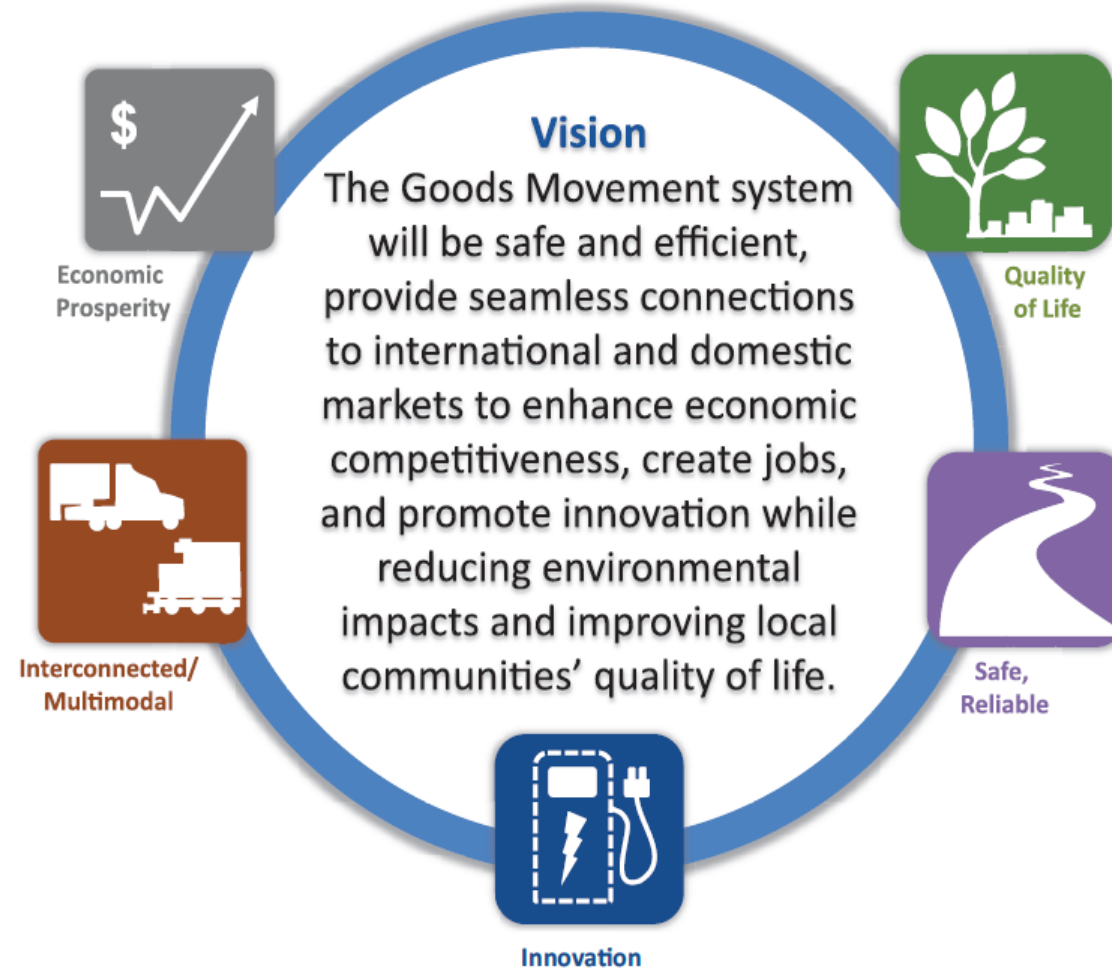 Vision
The Goods Movement system
will be safe and efficient,
provide seamless connections
to international and domestic
markets to enhance economic
competitiveness, create jobs,
and promote innovation while
reducing environmental
impacts and improving local
communities’ quality of life.
$
Economic
Prosperity
Quality
of Life
Interconnected/
Multimodal
Safe,
Reliable
Innovation